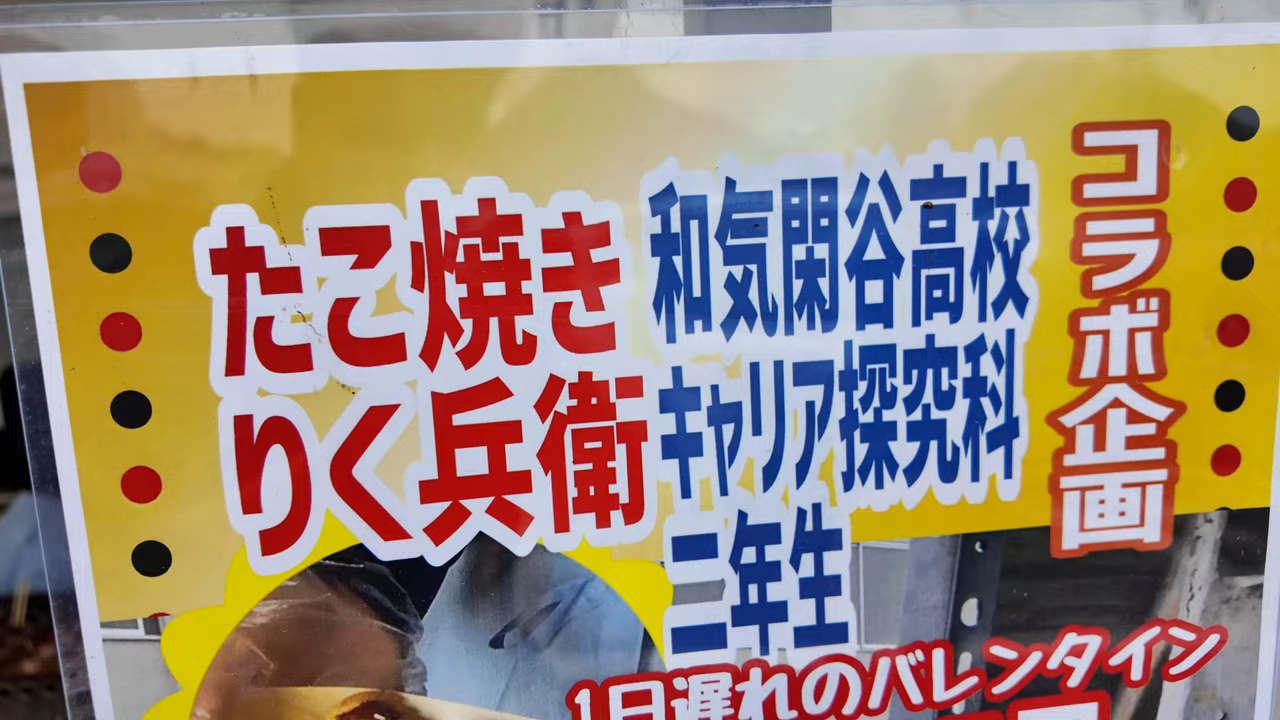 たこ焼き
りく兵衛
和気閑谷高校
キャリア探究科
二年生
コラボ企画
1日遅れのバレンタイン